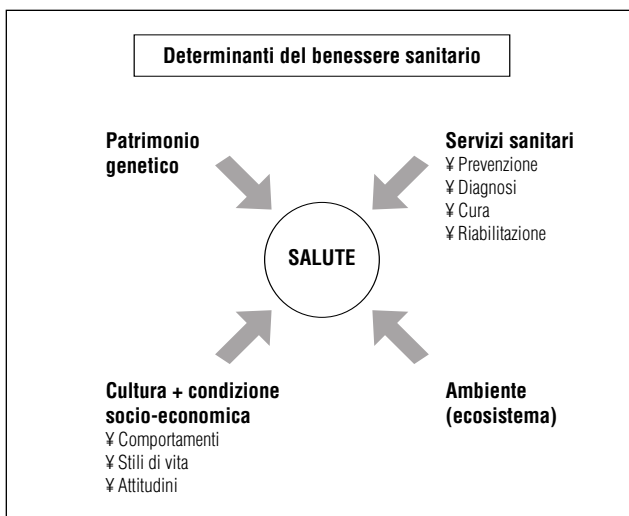 Determinanti del benessere sanitario
Patrimonio
genetico
Servizi sanitari
¥ Prevenzione
¥ Diagnosi
¥ Cura
¥ Riabilitazione
SALUTE
Cultura + condizione
socio-economica
¥ Comportamenti
¥ Stili di vita
¥ Attitudini
Ambiente
(ecosistema)